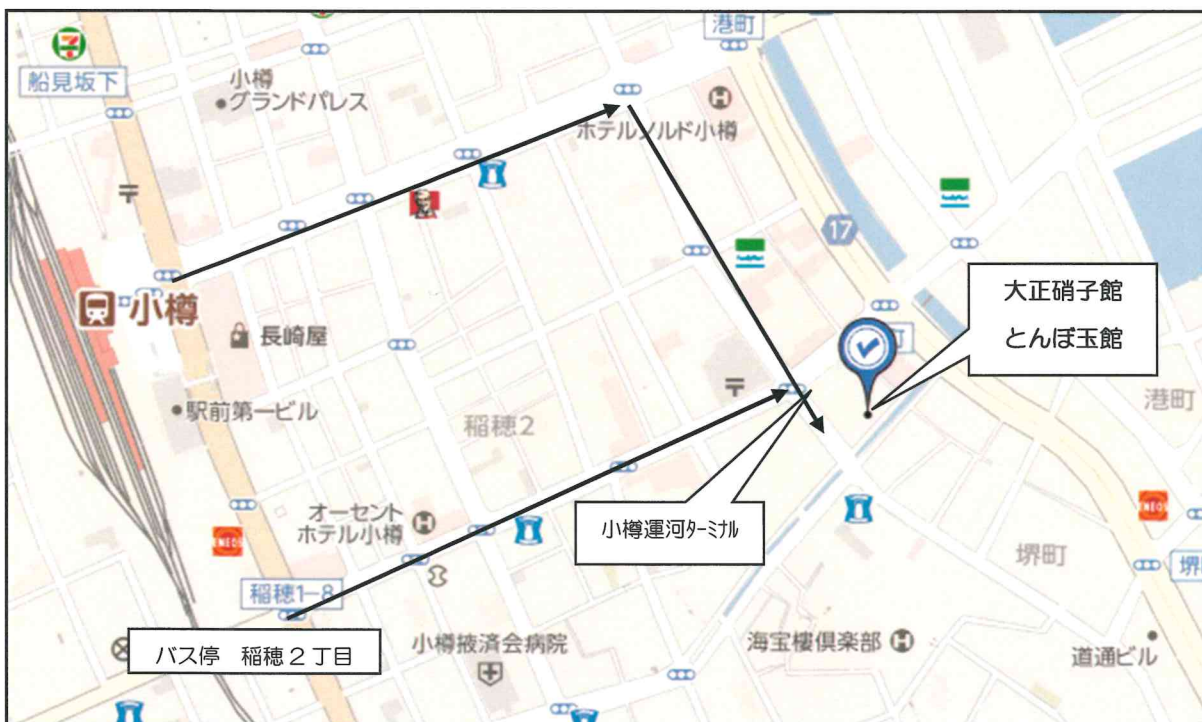 港町
船見坂下
小樽
グランドパレス
ホテルノルド小樽
17
小樽
長崎屋
大正硝子館
とんぼ玉館
町
駅前第一ビル
稲穂2
港町
オーセント
ホテル小樽
小樽運河ターミナル
ENEOS
ENEOS
堺町
稲穂1-8
バス停 稲穂2丁目
小樽掖済会病院
海宝樓倶楽部
道通ビル